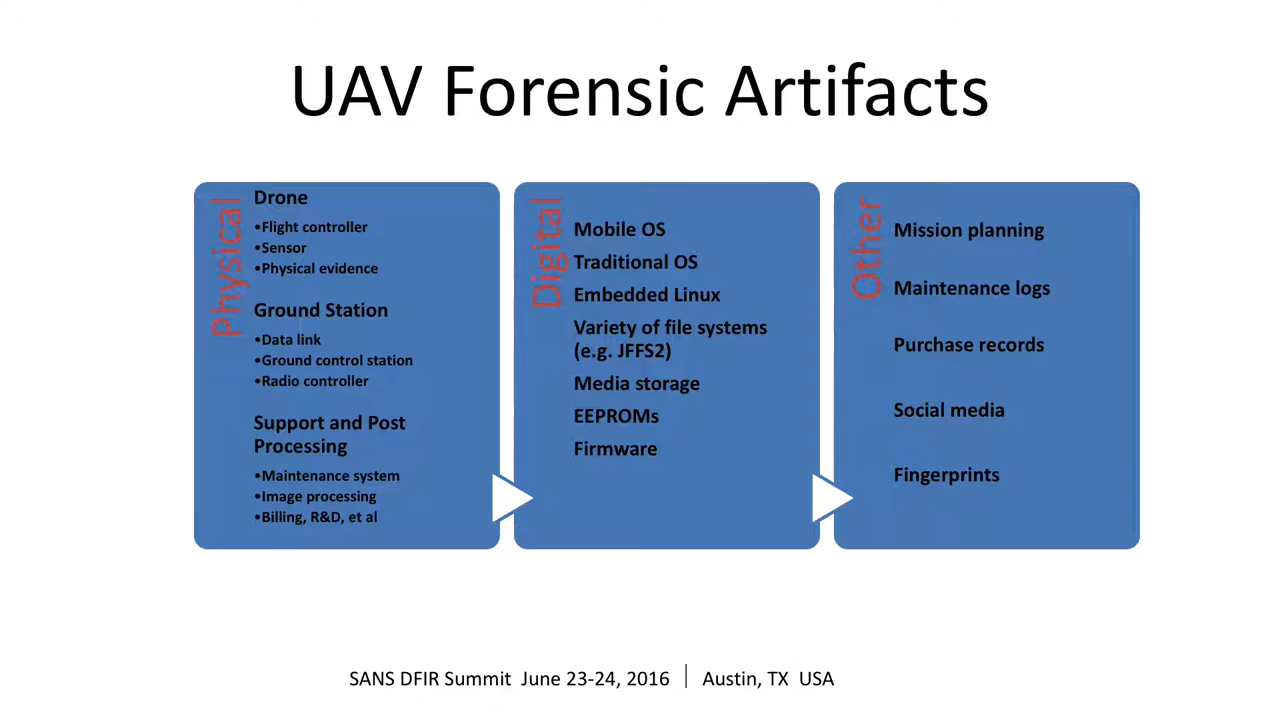 UAV Forensic Artifacts
Physical
Drone
•Flight controller
•Sensor
•Physical evidence
Ground Station
•Data link
•Ground control station
•Radio controller
Support and Post
Processing
•Maintenance system
•Image processing
•Billing, R&D, et al
Digital
Mobile OS
Traditional OS
Embedded Linux
Variety of file systems
(e.g. JFFS2)
Media storage
EEPROMs
Firmware
Other
Mission planning
Maintenance logs
Purchase records
Social media
Fingerprints
SANS DFIR Summit June 23-24, 2016 | Austin, TX USA